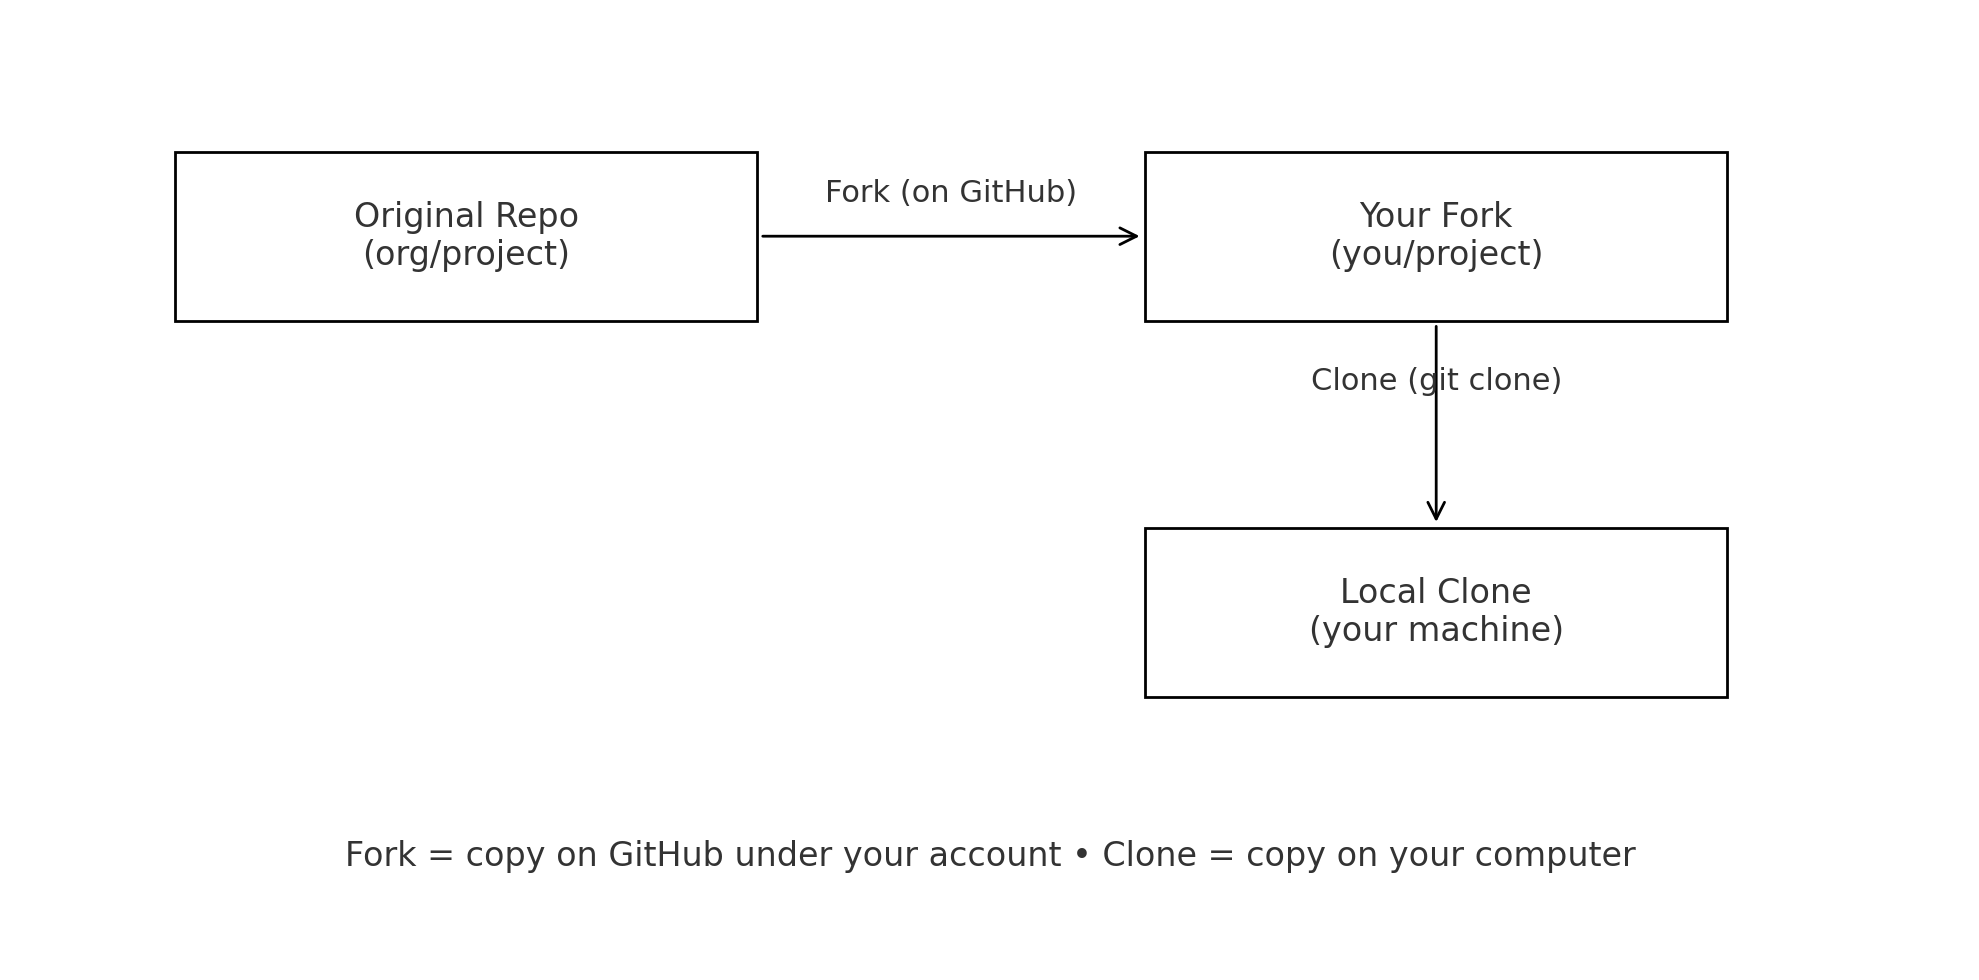 Original Repo
(org/project)
Fork (on GitHub)
Your Fork
(you/project)
Clone (git clone)
Local Clone
(your machine)
Fork = copy on GitHub under your account • Clone = copy on your computer